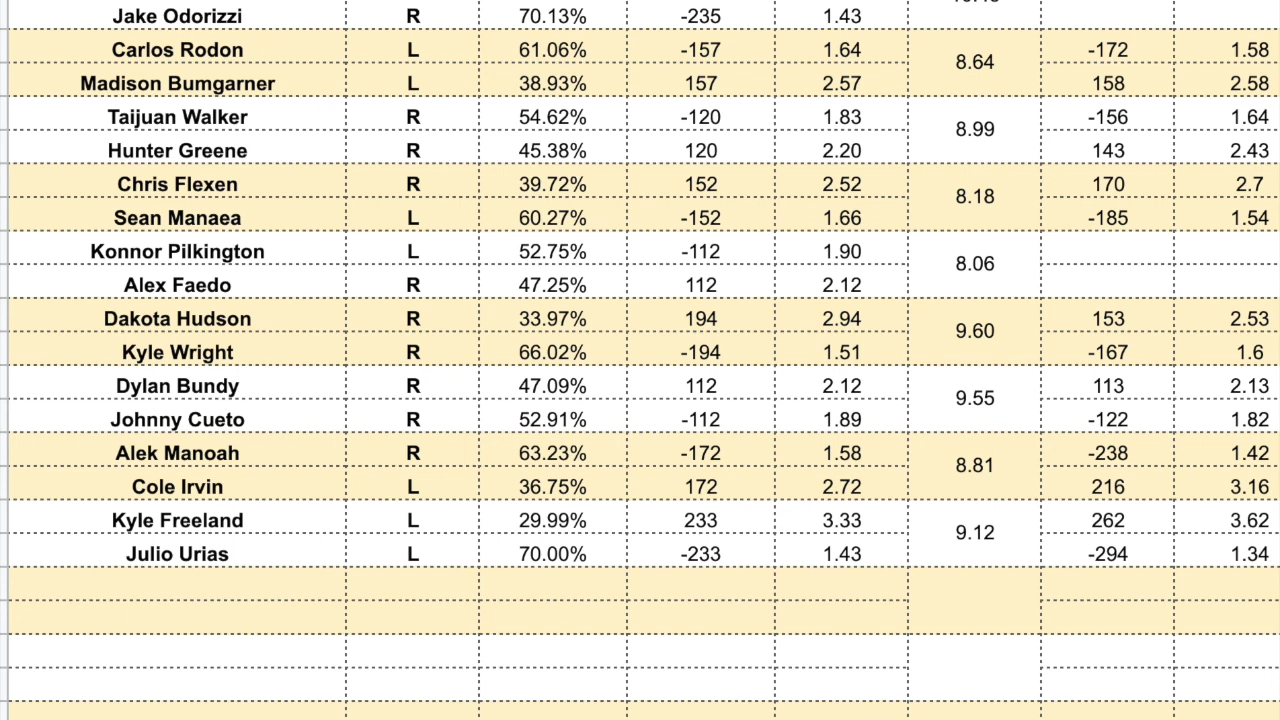 Jake Odorizzi R 70.13% -235 1.43
Carlos Rodon L 61.06% -157 1.64 8.64 -172 1.58
Madison Bumgarner L 38.93% 157 2.57 158 2.58
Taijuan Walker R 54.62% -120 1.83 8.99 -156 1.64
Hunter Greene R 45.38% 120 2.20 143 2.43
Chris Flexen R 39.72% 152 2.52 8.18 170 2.7
Sean Manaea L 60.27% -152 1.66 -185 1.54
Konnor Pilkington L 52.75% -112 1.90 8.06
Alex Faedo R 47.25% 112 2.12
Dakota Hudson R 33.97% 194 2.94 9.60 153 2.53
Kyle Wright R 66.02% -194 1.51 -167 1.6
Dylan Bundy R 47.09% 112 2.12 9.55 113 2.13
Johnny Cueto R 52.91% -112 1.89 -122 1.82
Alek Manoah R 63.23% -172 1.58 8.81 -238 1.42
Cole Irvin L 36.75% 172 2.72 216 3.16
Kyle Freeland L 29.99% 233 3.33 9.12 262 3.62
Julio Urias L 70.00% -233 1.43 -294 1.34